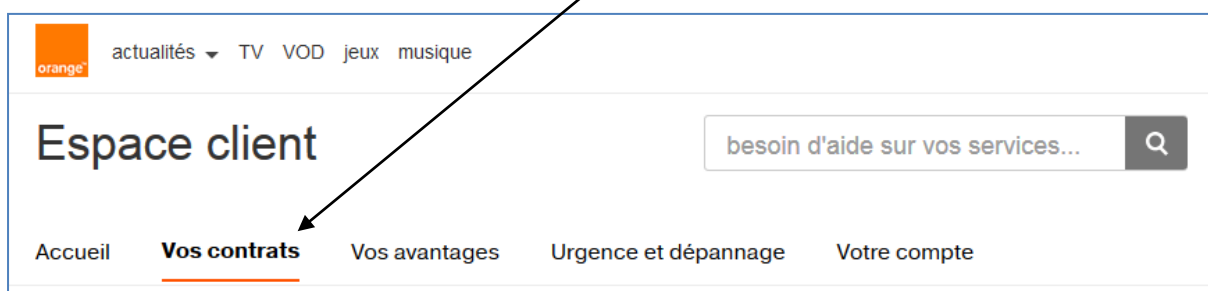 orange™ actualités TV VOD jeux musique
Espace client besoin d'aide sur vos services...
Accueil Vos contrats Vos avantages Urgence et dépannage Votre compte